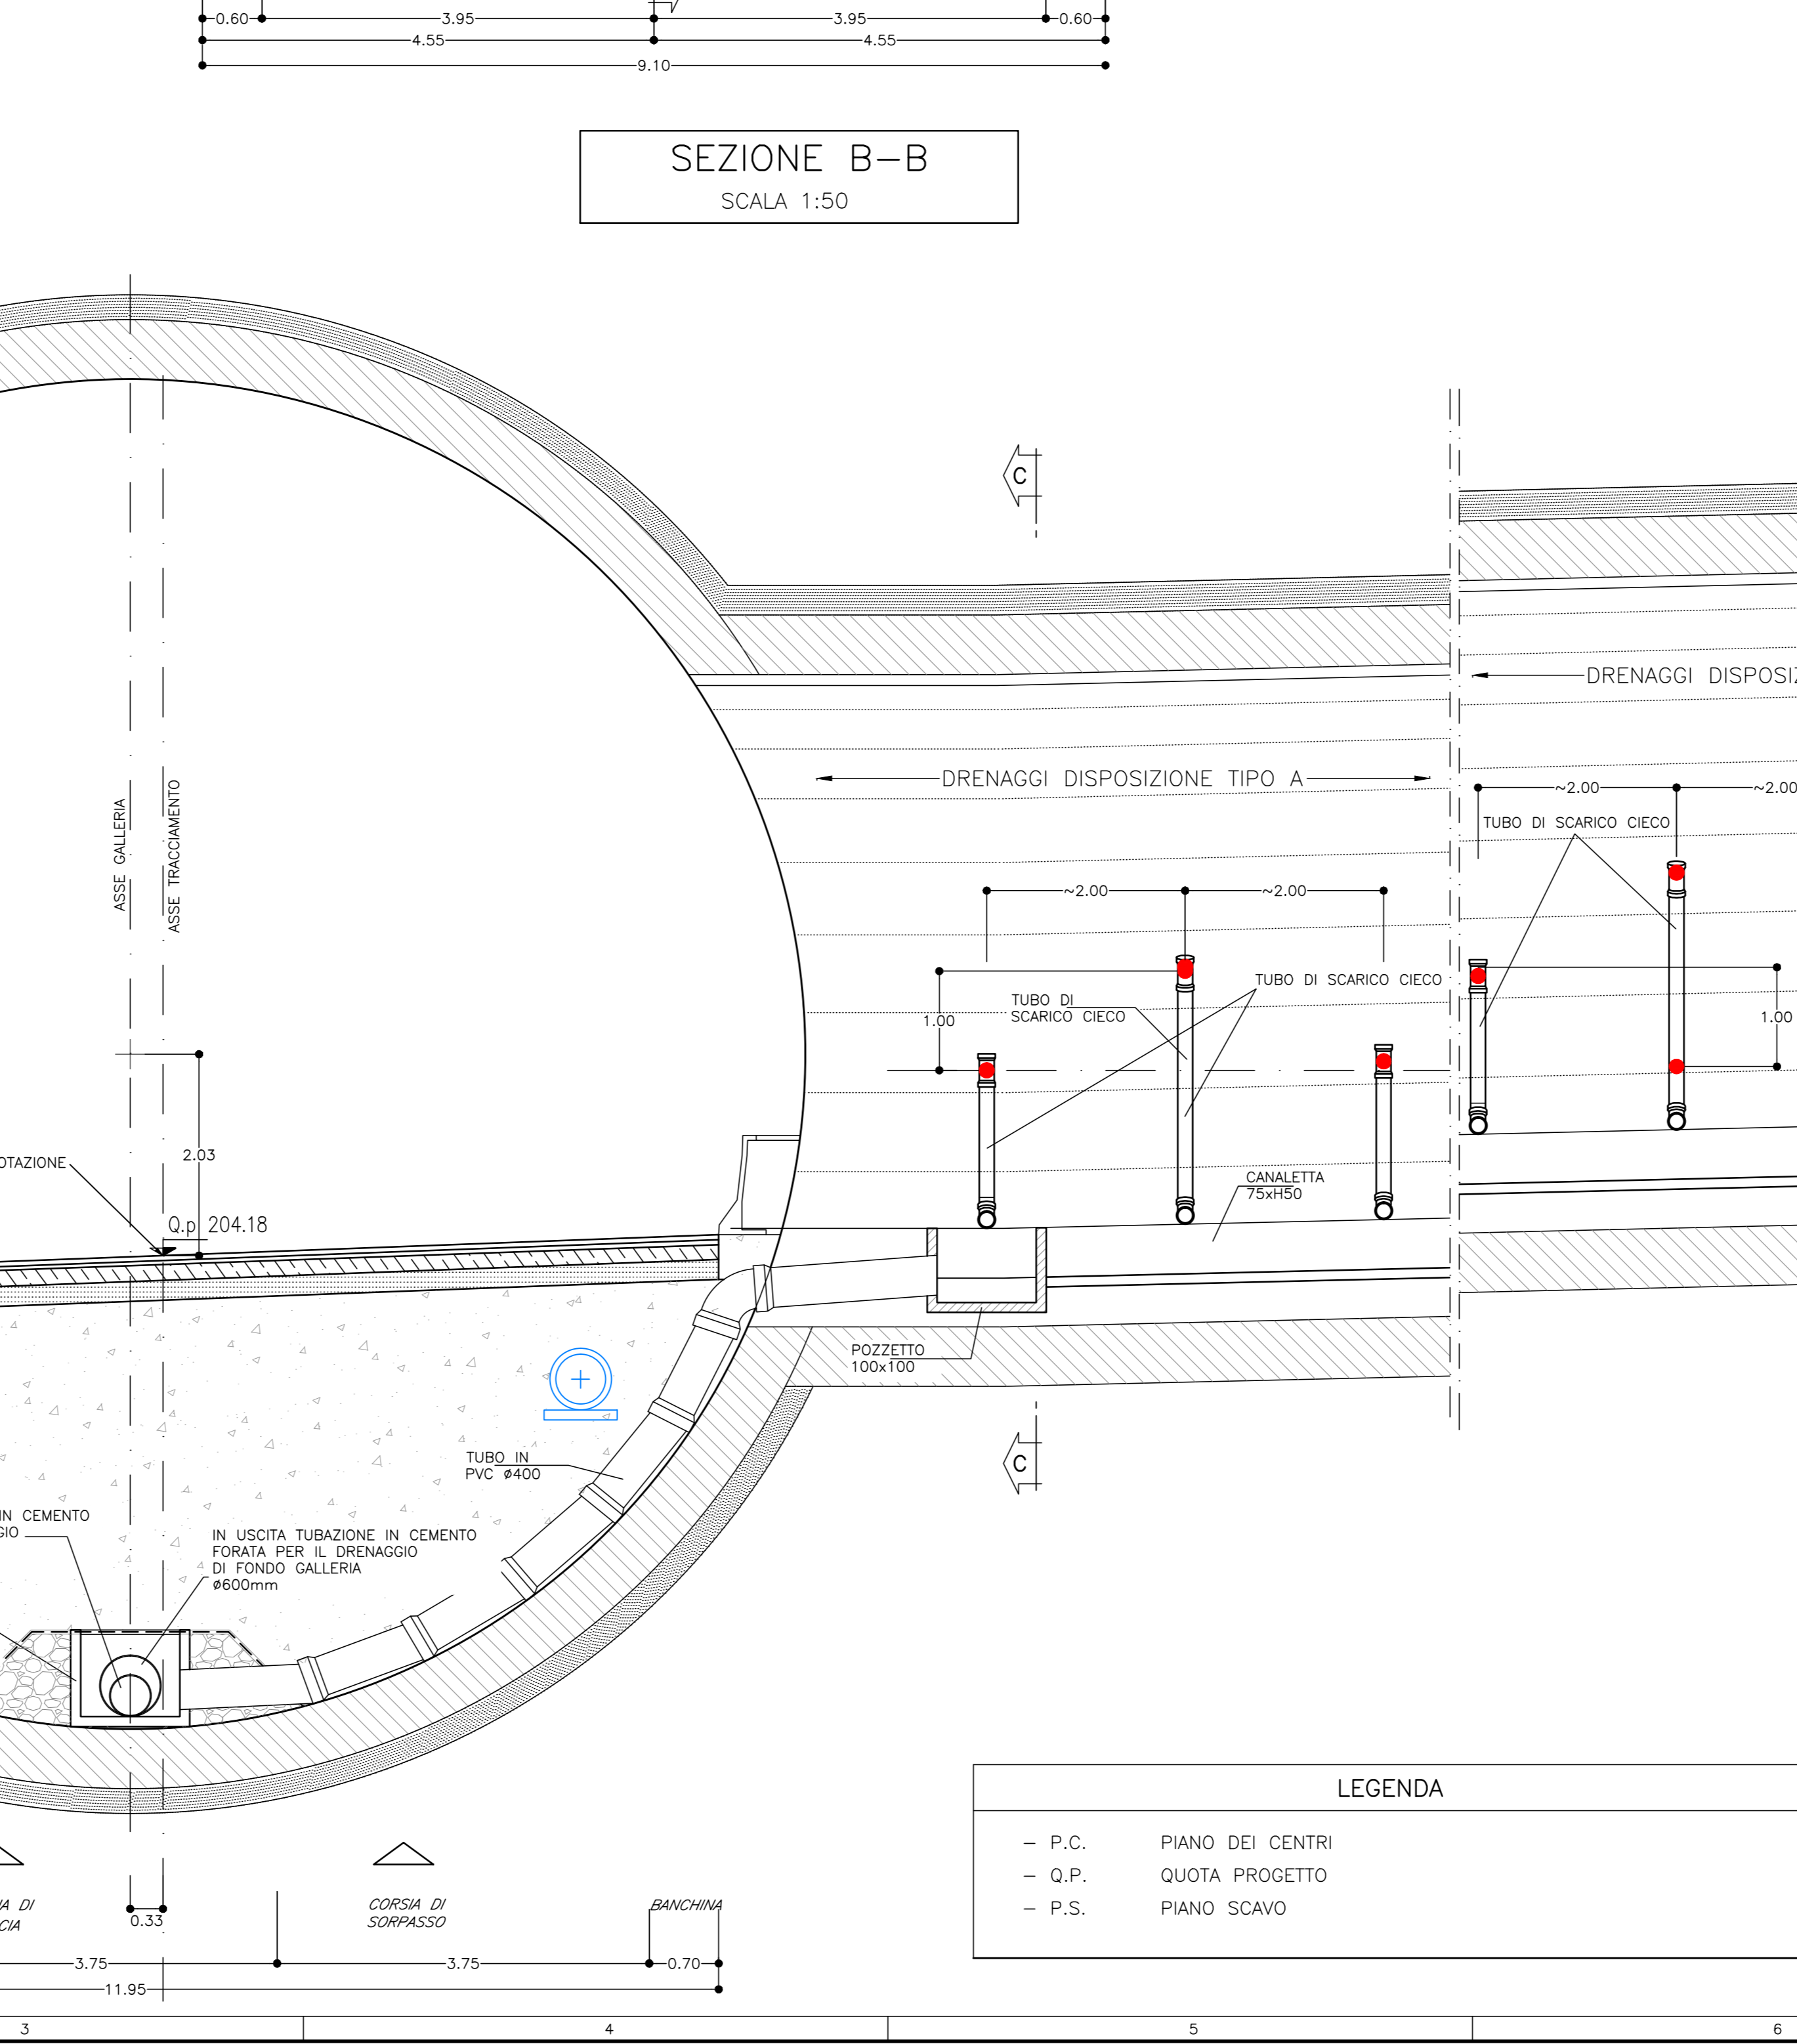 0.60 3.95 3.95 0.60
4.55 4.55
9.10
SEZIONE B-B
SCALA 1:50
C
DRENAGGI DISPOSIZ
DRENAGGI DISPOSIZIONE TIPO A
~2.00 ~2.00
TUBO DI SCARICO CIECO
ASSE GALLERIA
ASSE TRACCIAMENTO
~2.00 ~2.00
TUBO DI SCARICO CIECO
TUBO DI
SCARICO CIECO
1.00
1.00
2.03
OTAZIONE
Q.p 204.18
CANALETTA
75xH50
POZZETTO
100x100
C
TUBO IN
PVC ø400
IN CEMENTO
GIO
IN USCITA TUBAZIONE IN CEMENTO
FORATA PER IL DRENAGGIO
DI FONDO GALLERIA
ø600mm
LEGENDA
- P.C. PIANO DEI CENTRI
- Q.P. QUOTA PROGETTO
- P.S. PIANO SCAVO
IA DI
CIA
0.33
CORSIA DI
SORPASSO
BANCHINA
3.75 3.75 0.70
11.95
3 4 5 6